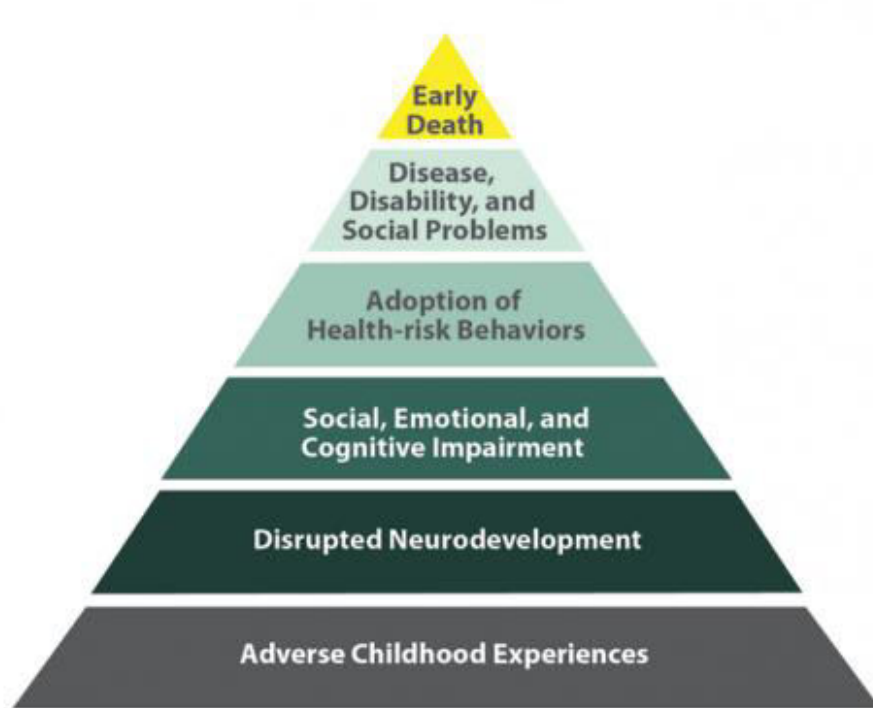 Early
Death
Disease,
Disability, and
Social Problems
Adoption of
Health-risk Behaviors
Social, Emotional, and
Cognitive Impairment
Disrupted Neurodevelopment
Adverse Childhood Experiences